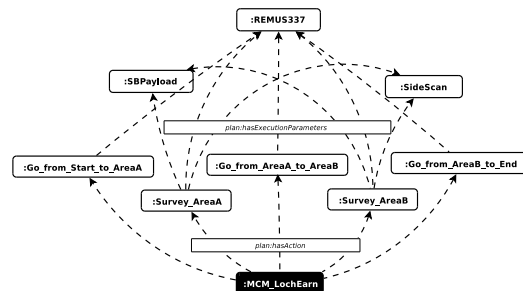 :REMUS337
:SBPayload
:SideScan
plan:hasExecutionParameters
:Go_from_Start_to_AreaA
:Go_from_AreaA_to_AreaB
:Go_from_AreaB_to_End
:Survey_AreaA
:Survey_AreaB
plan:hasAction
:MCM_LochEarn